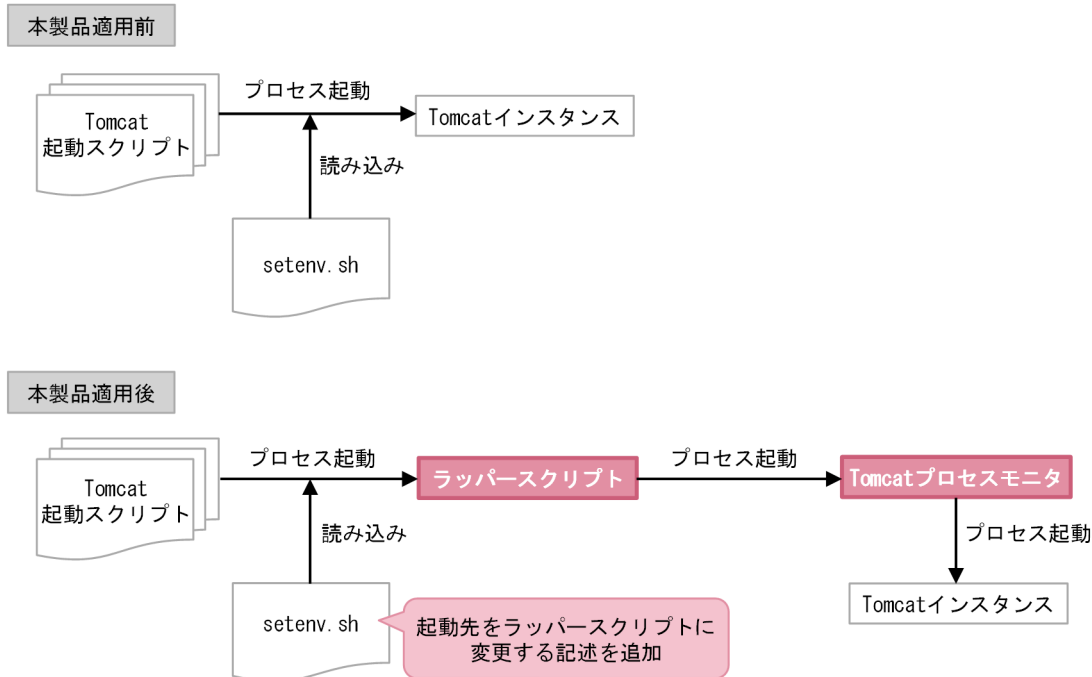 本製品適用前
プロセス起動
Tomcat
起動スクリプト
Tomcatインスタンス
読み込み
setenv.sh
本製品適用後
プロセス起動
プロセス起動
Tomcat
起動スクリプト
ラッパースクリプト
Tomcatプロセスモニタ
読み込み
プロセス起動
setenv.sh
起動先をラッパースクリプトに
変更する記述を追加
Tomcatインスタンス